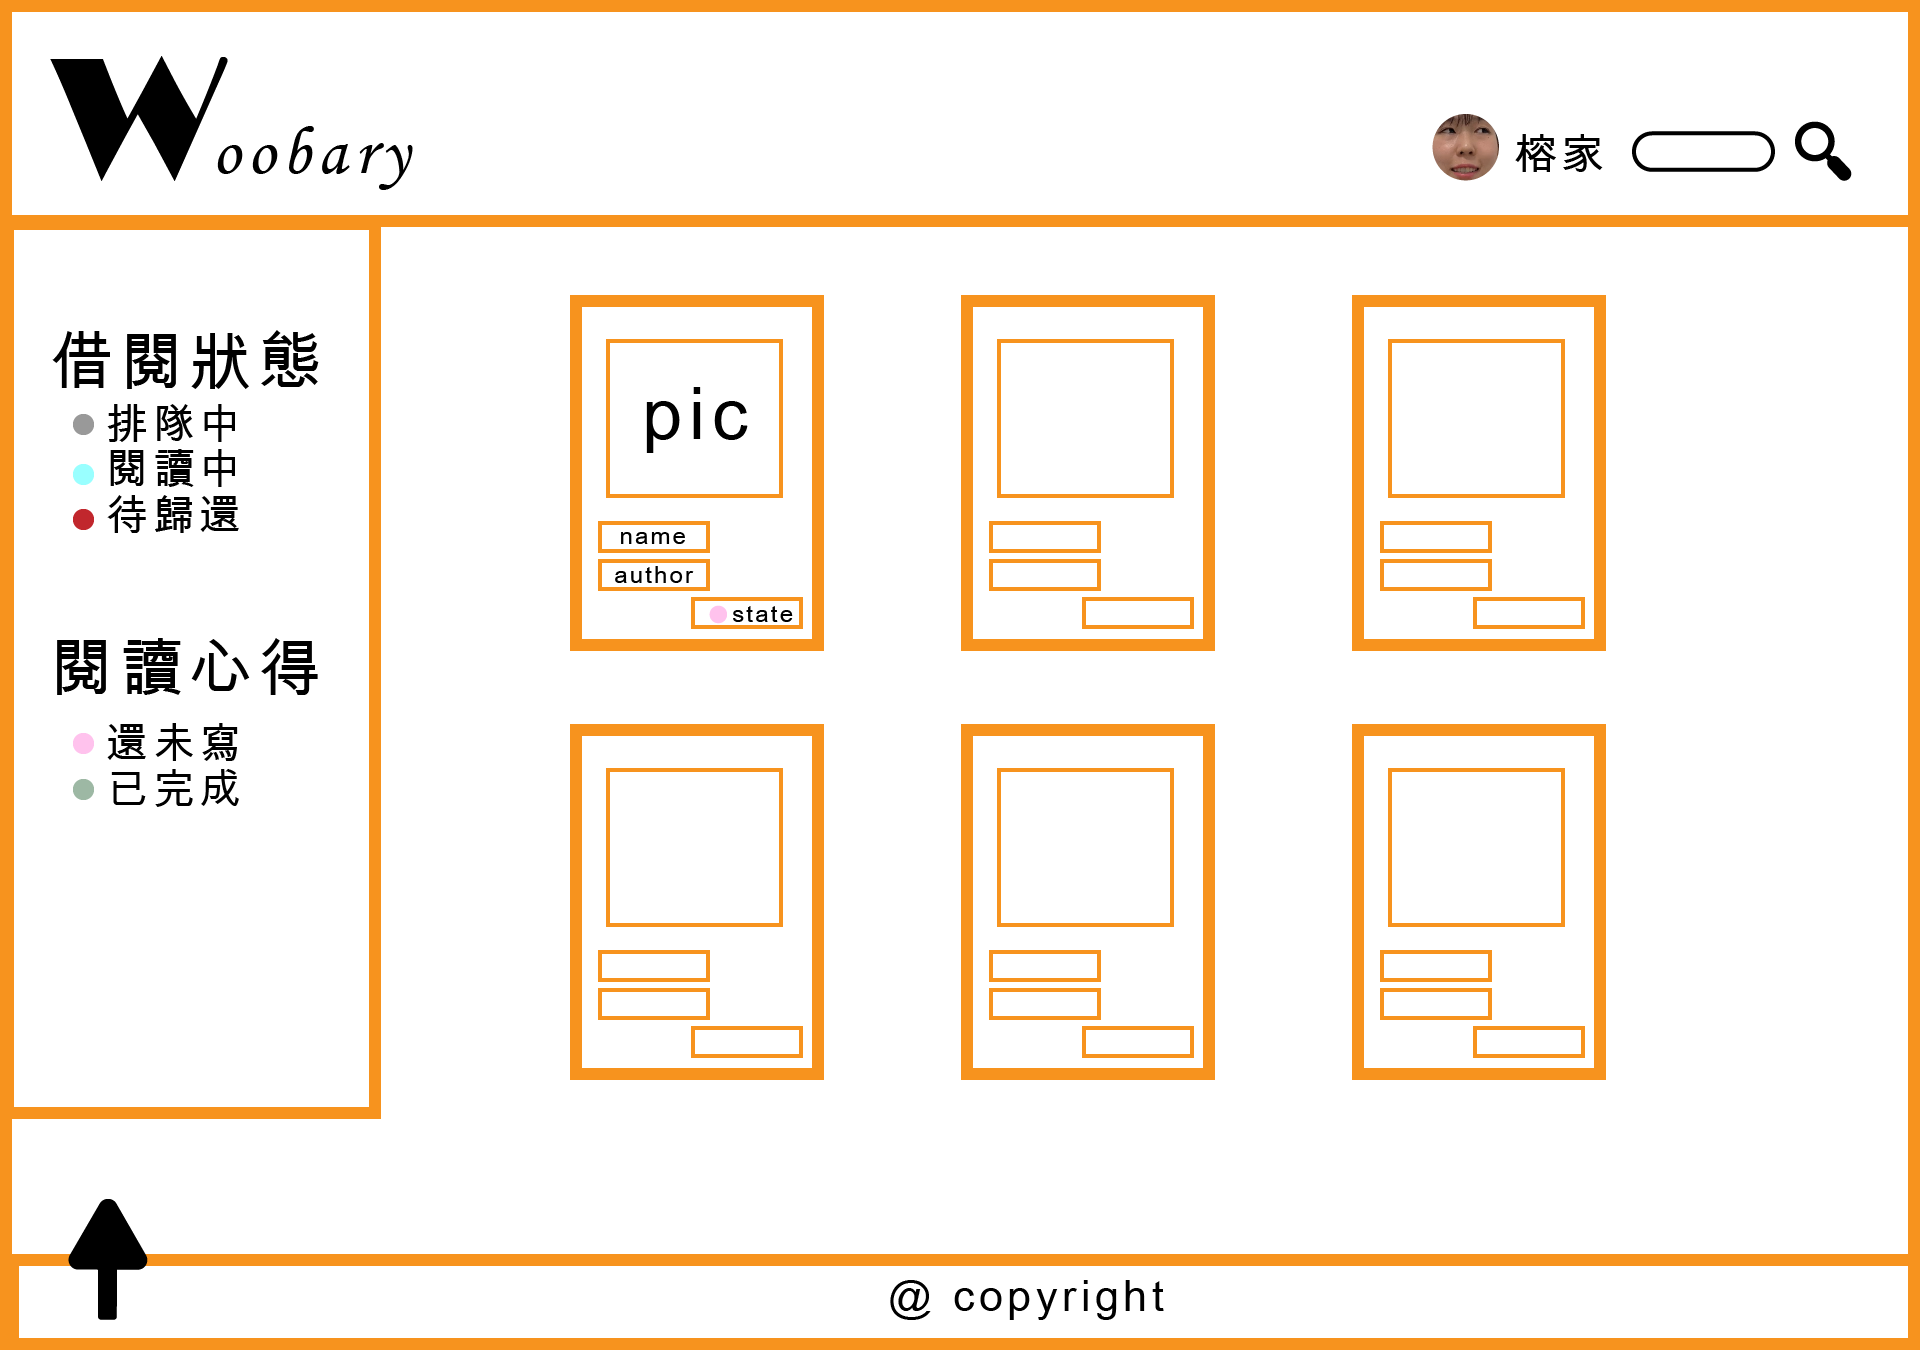 Woobary
榕家
借閱狀態
排隊中
閱讀中
待歸還
閱讀心得
還未寫
已完成
pic
name
author
state
@ copyright